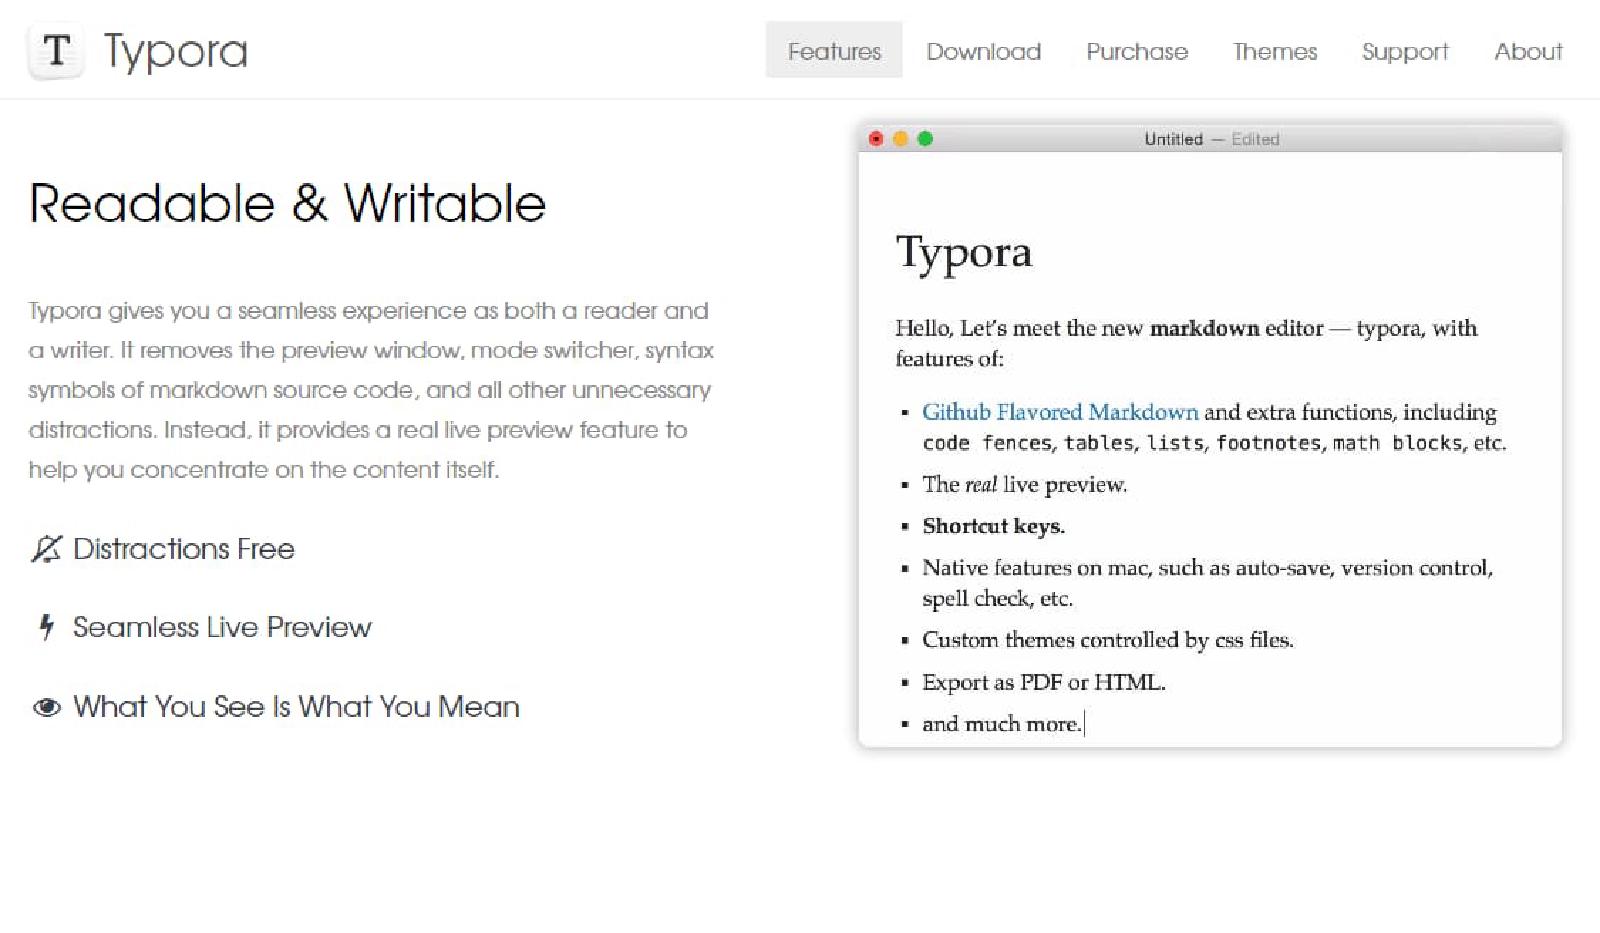 T Typora
Features Download Purchase Themes Support About
Readable & Writable
Typora gives you a seamless experience as both a reader and
a writer. It removes the preview window, mode switcher, syntax
symbols of markdown source code, and all other unnecessary
distractions. Instead, it provides a real live preview feature to
help you concentrate on the content itself.
Distractions Free
Seamless Live Preview
What You See Is What You Mean
Untitled — Edited
Typora
Hello, Let's meet the new markdown editor — typora, with
features of:
▪ Github Flavored Markdown and extra functions, including
code fences, tables, lists, footnotes, math blocks, etc.
▪ The real live preview.
▪ Shortcut keys.
▪ Native features on mac, such as auto-save, version control,
spell check, etc.
▪ Custom themes controlled by css files.
▪ Export as PDF or HTML.
▪ and much more.